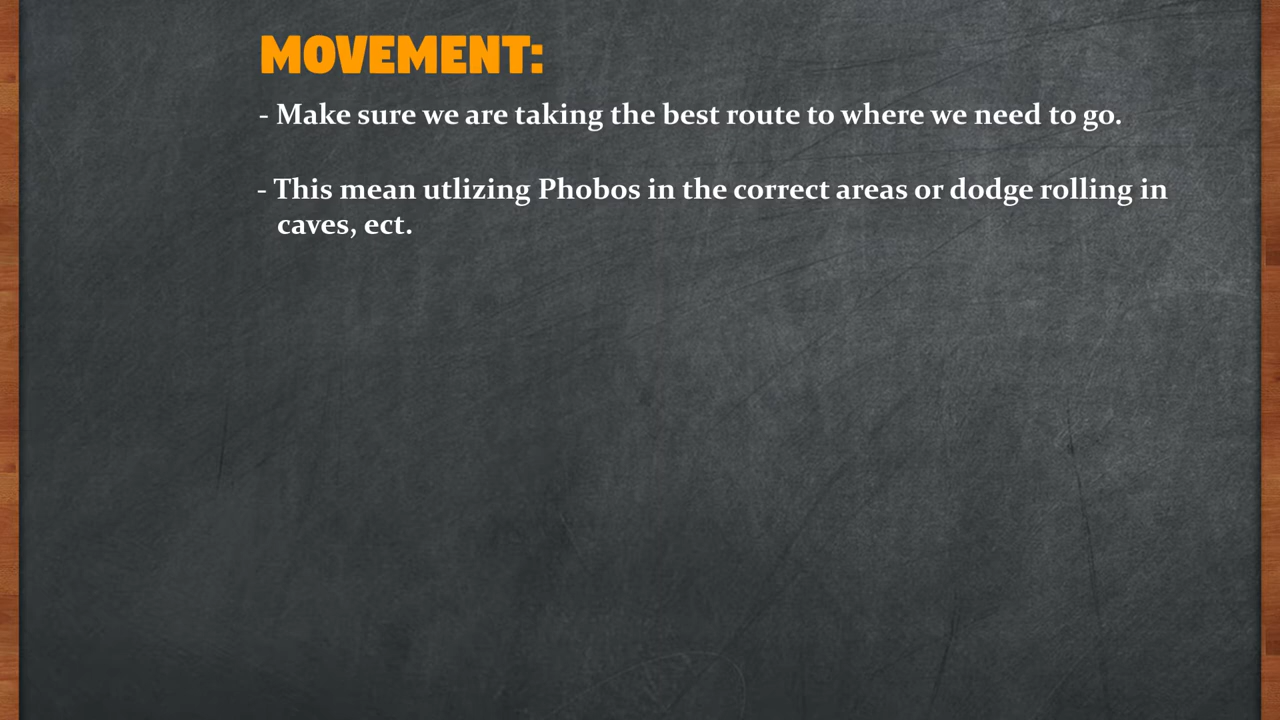 MOVEMENT:
- Make sure we are taking the best route to where we need to go.
- This mean utlizing Phobos in the correct areas or dodge rolling in
caves, ect.